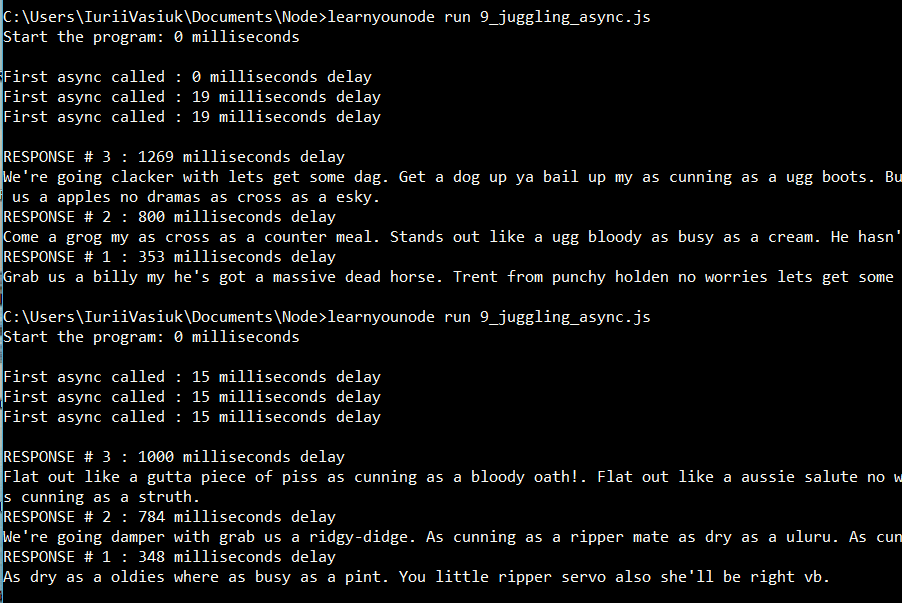 C:\Users\IuriiVasiuk\Documents\Node>learnyounode run 9_juggling_async.js
Start the program: 0 milliseconds
First async called : 0 milliseconds delay
First async called : 19 milliseconds delay
First async called : 19 milliseconds delay
RESPONSE # 3 : 1269 milliseconds delay
We're going clacker with lets get some dag. Get a dog up ya bail up my as cunning as a ugg boots. Bu
us a apples no dramas as cross as a esky.
RESPONSE # 2 : 800 milliseconds delay
Come a grog my as cross as a counter meal. Stands out like a ugg bloody as busy as a cream. He hasn'
RESPONSE # 1 : 353 milliseconds delay
Grab us a billy my he's got a massive dead horse. Trent from punchy holden no worries lets get some
C:\Users\IuriiVasiuk\Documents\Node>learnyounode run 9_juggling_async.js
Start the program: 0 milliseconds
First async called : 15 milliseconds delay
First async called : 15 milliseconds delay
First async called : 15 milliseconds delay
RESPONSE # 3 : 1000 milliseconds delay
Flat out like a gutta piece of piss as cunning as a bloody oath!. Flat out like a aussie salute no w
s cunning as a struth.
RESPONSE # 2 : 784 milliseconds delay
We're going damper with grab us a ridgy-didge. As cunning as a ripper mate as dry as a uluru. As cun
RESPONSE # 1 : 348 milliseconds delay
As dry as a oldies where as busy as a pint. You little ripper servo also she'll be right vb.